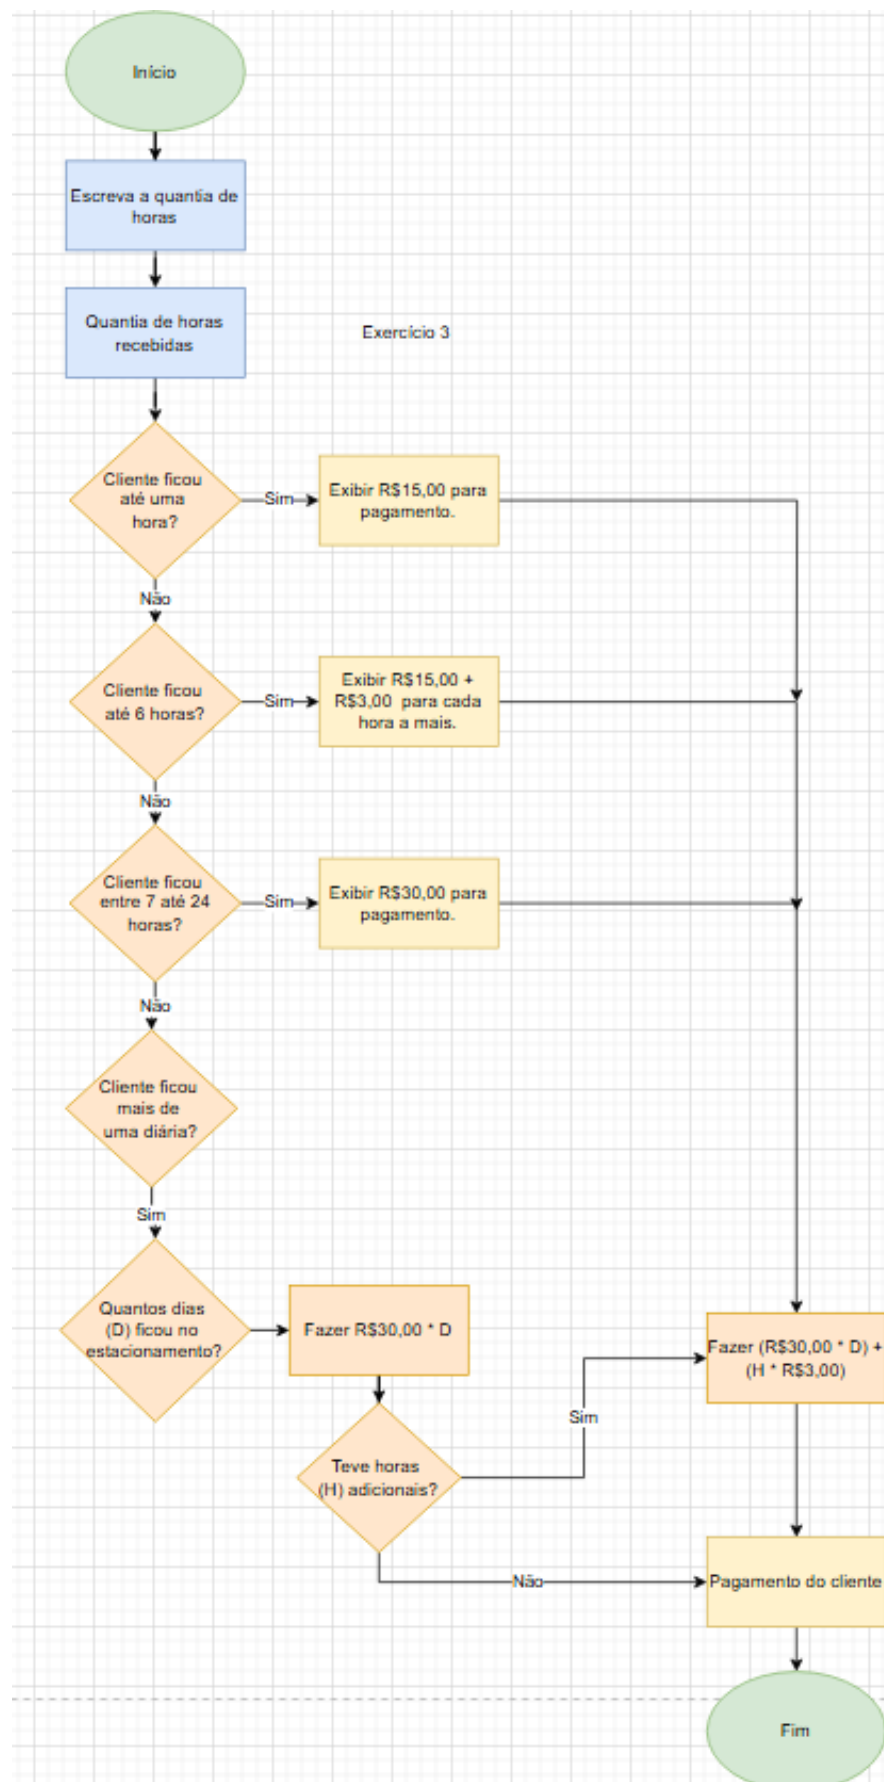 Início
Escreva a quantia de
horas
Quantia de horas
recebidas
Exercício 3
Cliente ficou
até uma
hora?
Sim
Exibir R$15,00 para
pagamento.
Não
Cliente ficou
até 6 horas?
Sim
Exibir R$15,00 +
R$3,00 para cada
hora a mais.
Não
Cliente ficou
entre 7 até 24
horas?
Sim
Exibir R$30,00 para
pagamento.
Não
Cliente ficou
mais de
uma diária?
Sim
Quantos dias
(D) ficou no
estacionamento?
Fazer R$30,00 * D
Fazer (R$30,00 * D) +
(H * R$3,00)
Sim
Teve horas
(H) adicionais?
Não
Pagamento do cliente
Fim